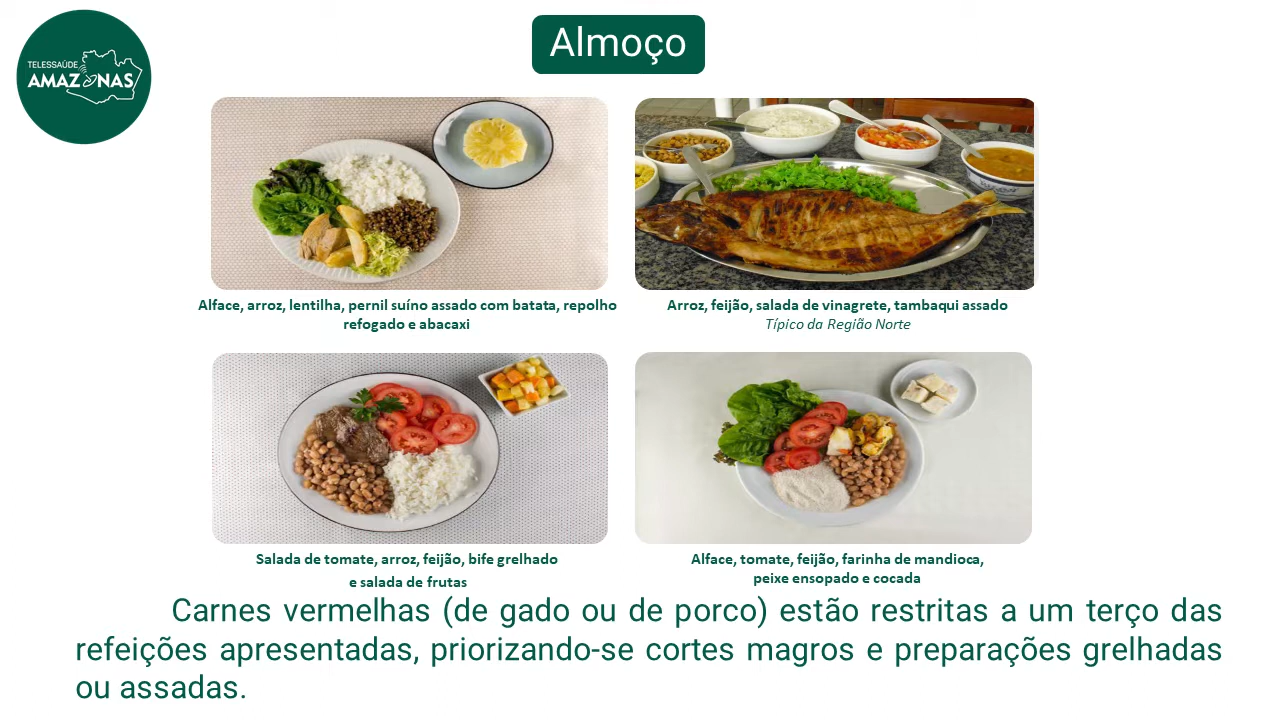 TELESSAÚDE
AMAZONAS
Almoço
Alface, arroz, lentilha, pernil suíno assado com batata, repolho
refogado e abacaxi
Arroz, feijão, salada de vinagrete, tambaqui assado
Típico da Região Norte
Salada de tomate, arroz, feijão, bife grelhado
e salada de frutas
Alface, tomate, feijão, farinha de mandioca,
peixe ensopado e cocada
Carnes vermelhas (de gado ou de porco) estão restritas a um terço das
refeições apresentadas, priorizando-se cortes magros e preparações grelhadas
ou assadas.